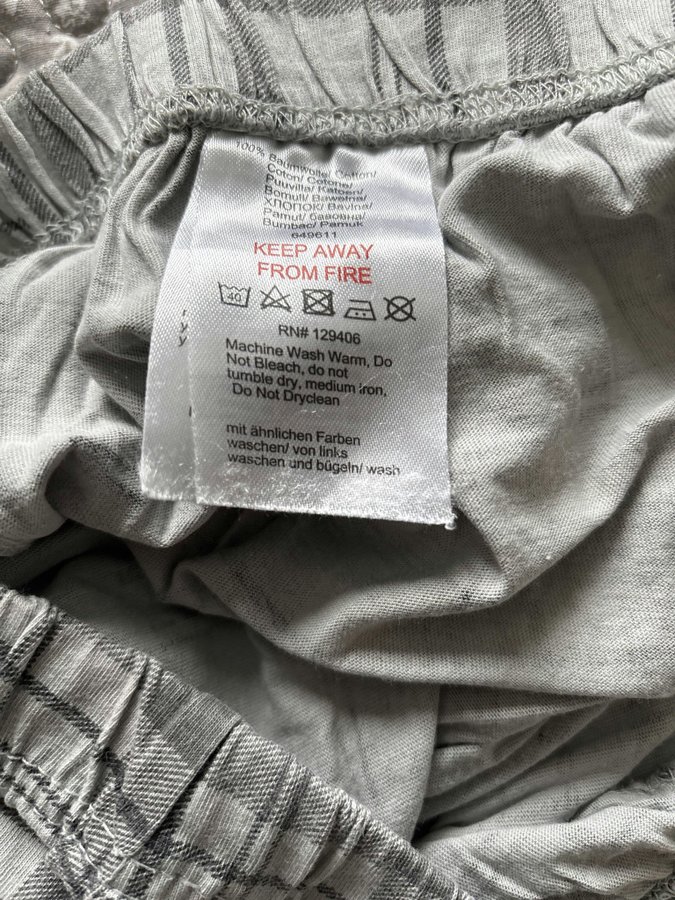 100% Baumwolle/ Cotton/
Coton/ Cotone/
Puuvilla/ Katoen/
Bomull/ Bawełna/
ХЛОПОК/ Bavlna/
Pamut/ бавовна/
Bumbac/ Pamuk
649611
KEEP AWAY
FROM FIRE
40
RN# 129406
Machine Wash Warm, Do
Not Bleach, do not
tumble dry, medium iron,
Do Not Dryclean
mit ähnlichen Farben
waschen/ von links
waschen und bügeln/ wash